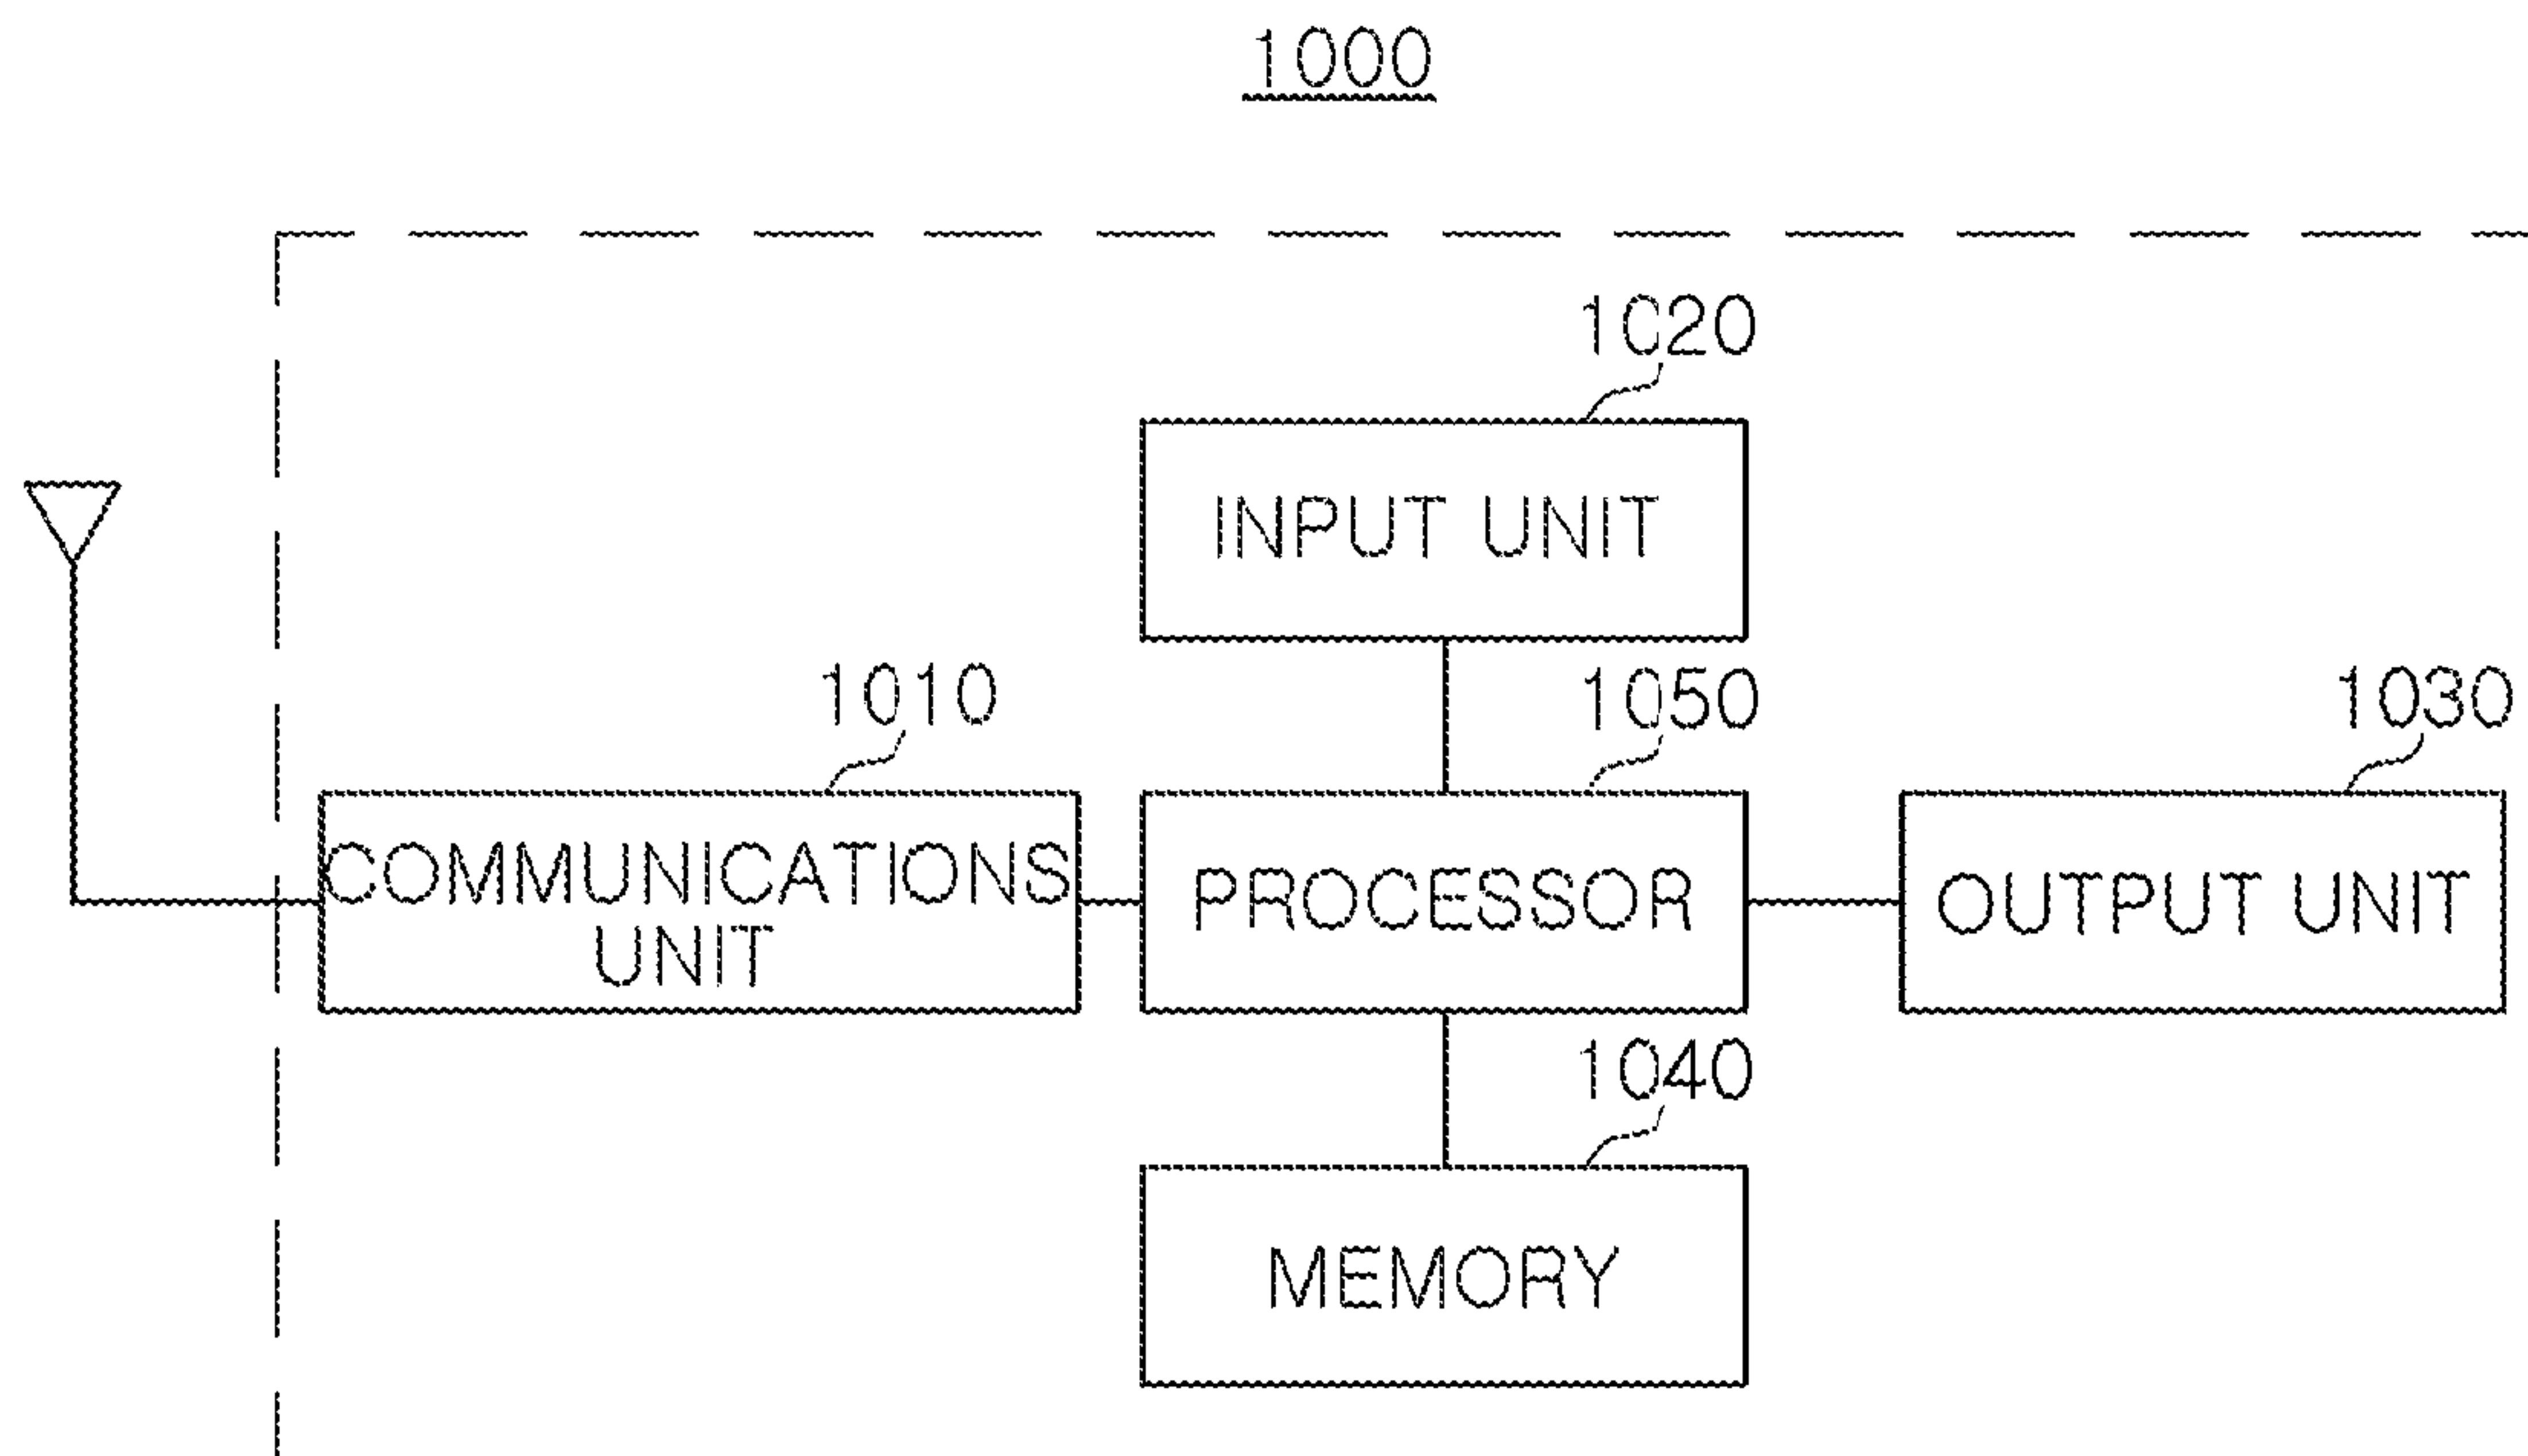 1000
1020
INPUT UNIT
1010
1050
1030
COMMUNICATIONS
UNIT
PROCESSOR
OUTPUT UNIT
1040
MEMORY